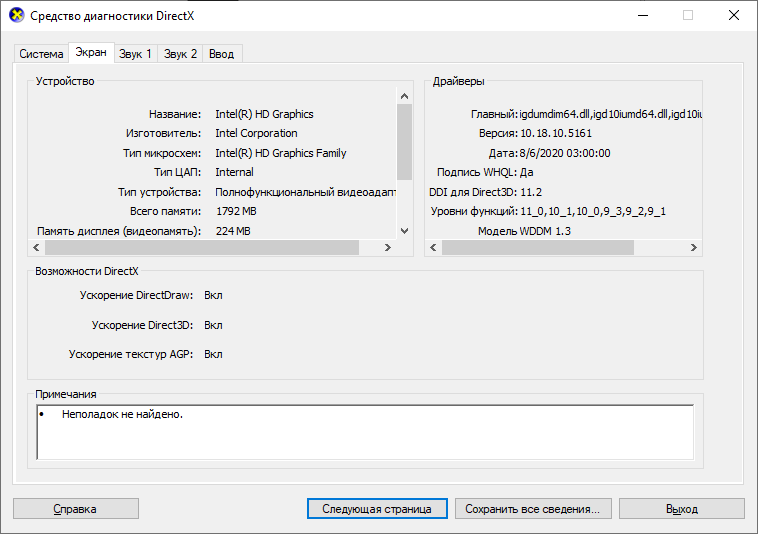 Средство диагностики DirectX
Система Экран Звук 1 Звук 2 Ввод
Устройство
Название: Intel(R) HD Graphics
Изготовитель: Intel Corporation
Тип микросхем: Intel(R) HD Graphics Family
Тип ЦАП: Internal
Тип устройства: Полнофункциональный видеоадапт
Всего памяти: 1792 MB
Память дисплея (видеопамять): 224 MB
Драйверы
Главный: igdumdim64.dll,igd10iumd64.dll,igd10iu
Версия: 10.18.10.5161
Дата: 8/6/2020 03:00:00
Подпись WHQL: Да
DDI для Direct3D: 11.2
Уровни функций: 11_0,10_1,10_0,9_3,9_2,9_1
Модель WDDM 1.3
Возможности DirectX
Ускорение DirectDraw: Вкл
Ускорение Direct3D: Вкл
Ускорение текстур AGP: Вкл
Примечания
• Неполадок не найдено.
Справка Следующая страница Сохранить все сведения... Выход